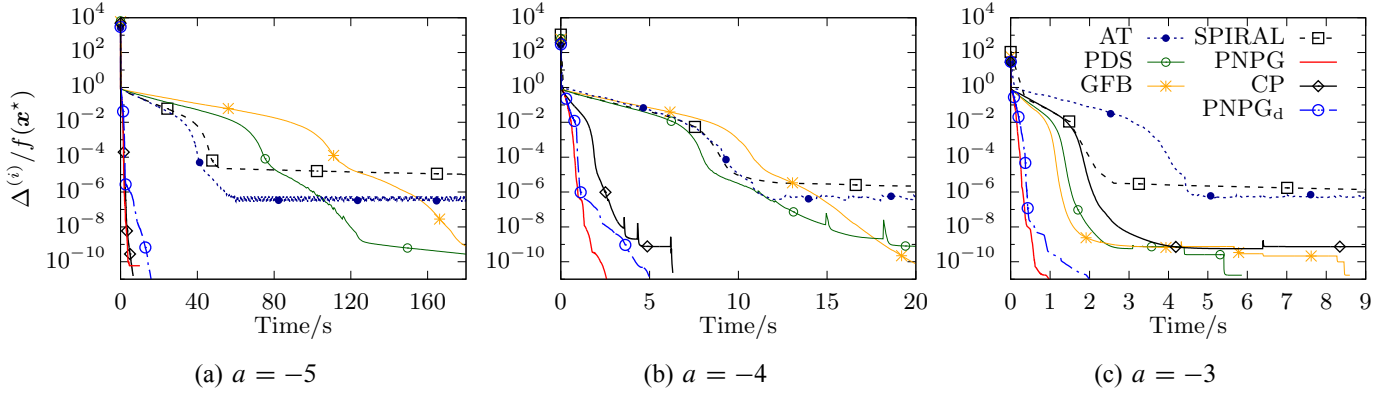 10^4
10^2
10^0
10^−2
10^−4
10^−6
10^−8
10^−10
Δ^(i)/f(x^⋆)
0 40 80 120 160
Time/s
(a) a = −5
10^4
10^2
10^0
10^−2
10^−4
10^−6
10^−8
10^−10
0 5 10 15 20
Time/s
(b) a = −4
10^4
10^2
10^0
10^−2
10^−4
10^−6
10^−8
10^−10
AT SPIRAL
PDS PNPG
GFB CP
PNPG_d
0 1 2 3 4 5 6 7 8 9
Time/s
(c) a = −3